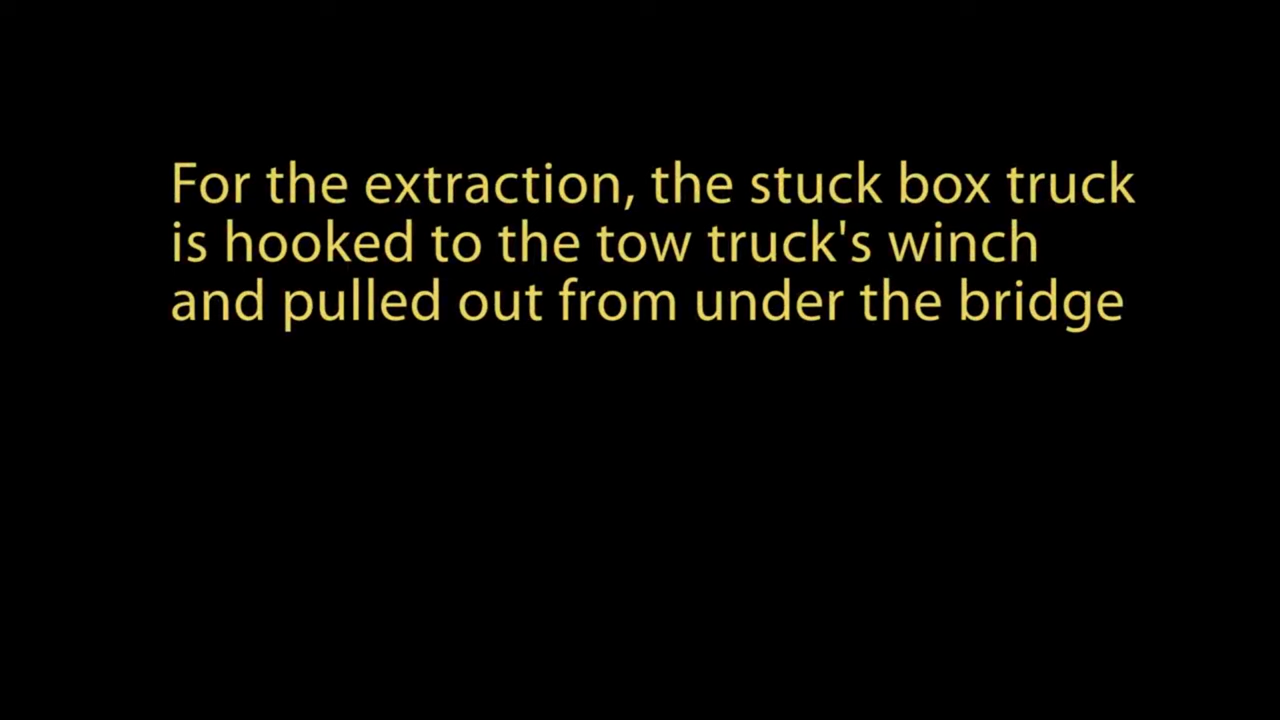 For the extraction, the stuck box truck
is hooked to the tow truck's winch
and pulled out from under the bridge